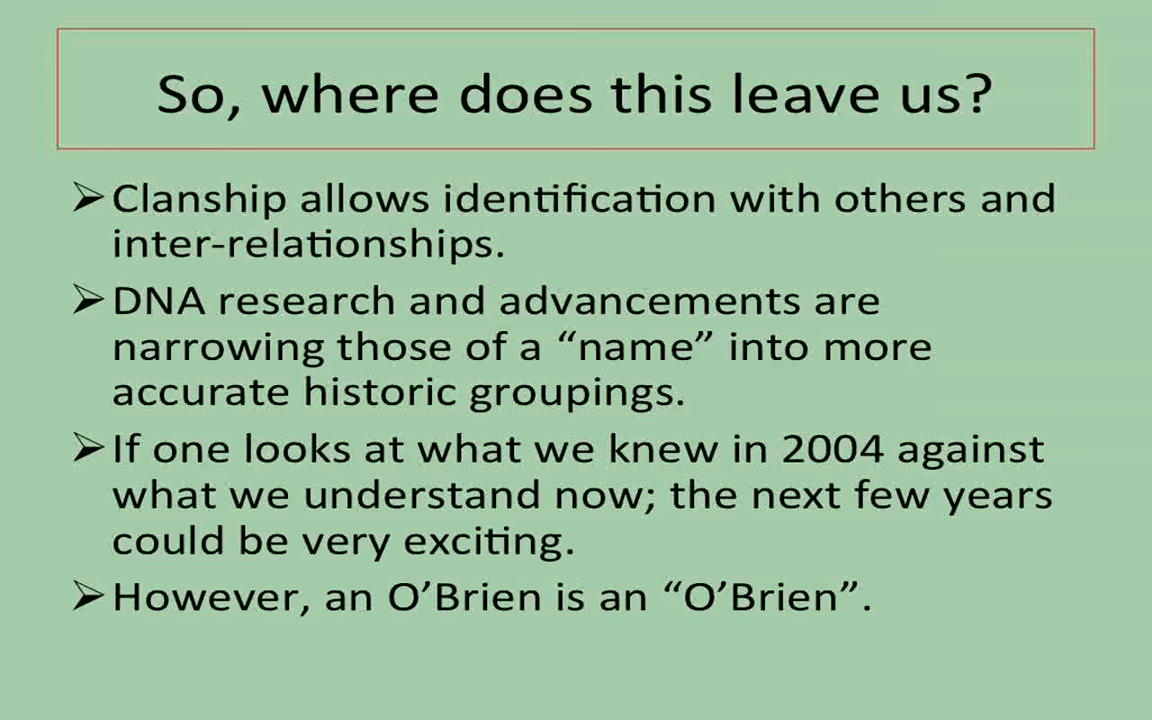 So, where does this leave us?
➢Clanship allows identification with others and
inter-relationships.
➢DNA research and advancements are
narrowing those of a “name” into more
accurate historic groupings.
➢If one looks at what we knew in 2004 against
what we understand now; the next few years
could be very exciting.
➢However, an O’Brien is an “O’Brien”.